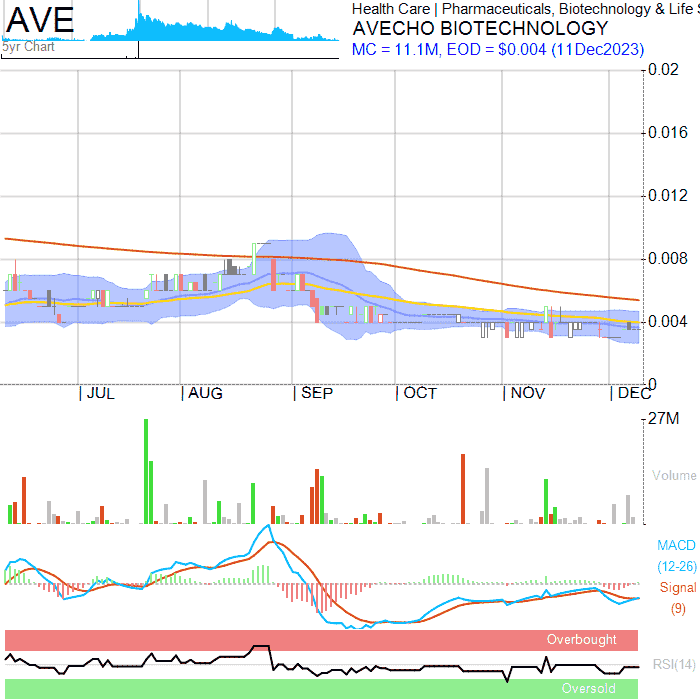 AVE
5yr Chart
Health Care | Pharmaceuticals, Biotechnology & Life S
AVECHO BIOTECHNOLOGY
MC = 11.1M, EOD = $0.004 (11Dec2023)
0.02
0.016
0.012
0.008
0.004
0
| JUL | AUG | SEP | OCT | NOV | DEC
27M
Volume
MACD
(12-26)
Signal
(9)
Overbought
RSI(14)
Oversold